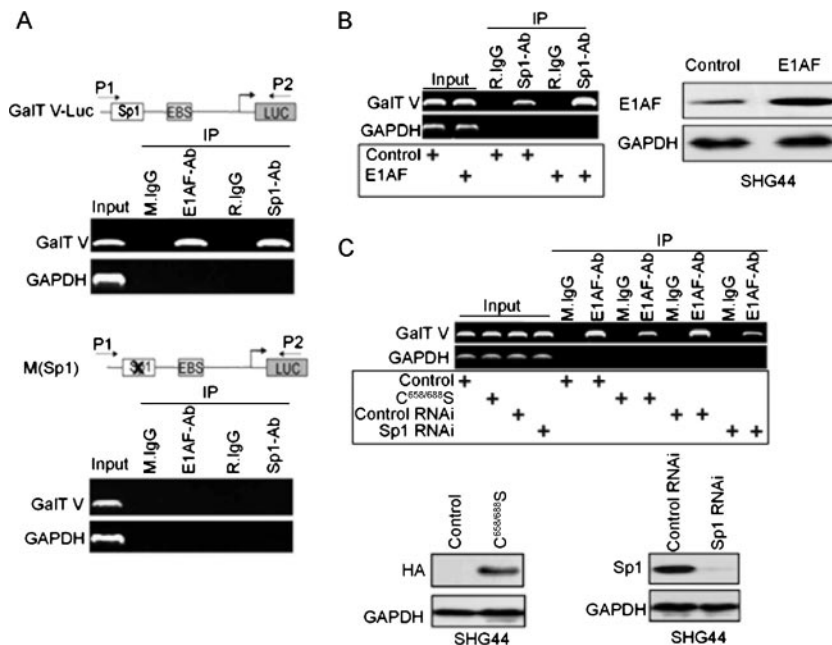 A
P1 P2
GalT V-Luc Sp1 EBS LUC
IP
Input M.IgG E1AF-Ab R.IgG Sp1-Ab
GalT V
GAPDH
P1 P2
M(Sp1) EBS LUC
IP
Input M.IgG E1AF-Ab R.IgG Sp1-Ab
GalT V
GAPDH
B
IP
Input R.IgG Sp1-Ab R.IgG Sp1-Ab
GalT V
GAPDH
Control + + +
E1AF + + +
Control E1AF
E1AF
GAPDH
SHG44
C
IP
Input M.IgG E1AF-Ab M.IgG E1AF-Ab M.IgG E1AF-Ab M.IgG E1AF-Ab
GalT V
GAPDH
Control + + +
C658/688S + + +
Control RNAi + + +
Sp1 RNAi + + +
Control C658/688S
HA
GAPDH
SHG44
Control RNAi Sp1 RNAi
Sp1
GAPDH
SHG44